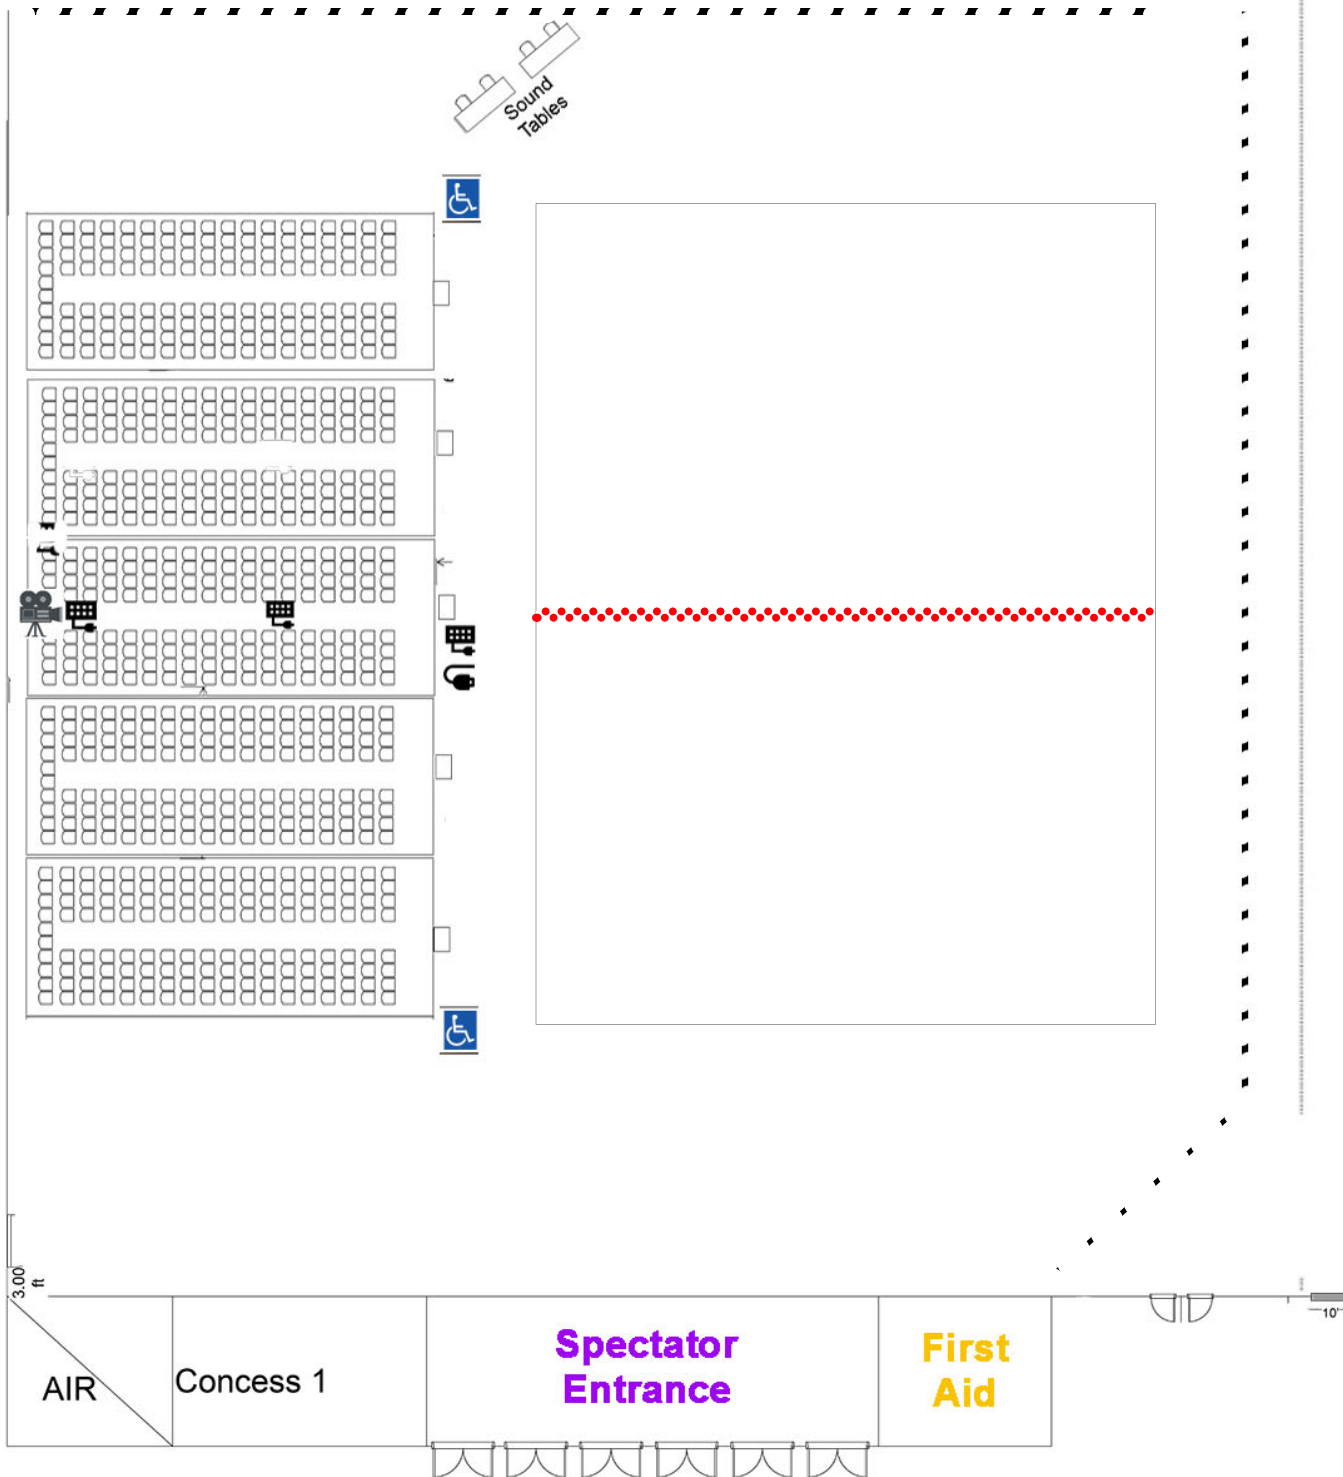 Sound
Tables
3.00
ft
10'
AIR
Concess 1
Spectator
Entrance
First
Aid